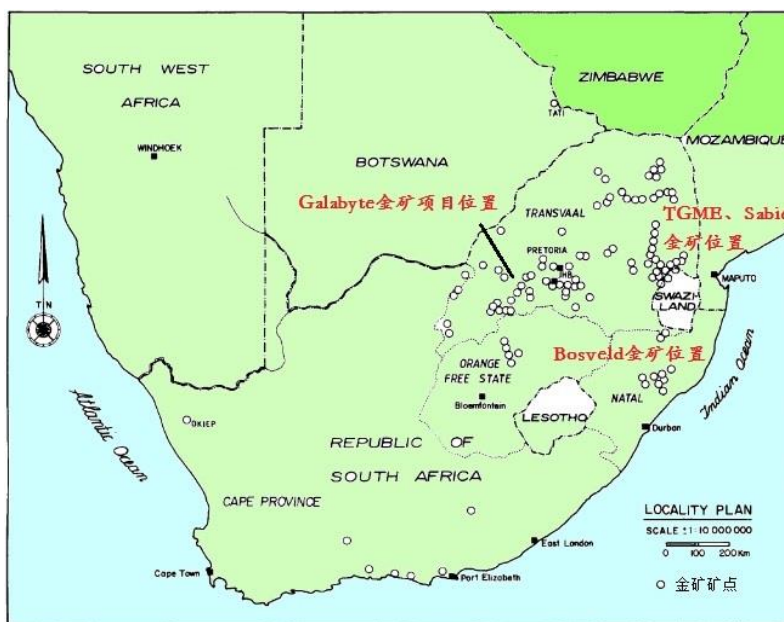 ZIMBABWE
SOUTH WEST
AFRICA
TATI
MOZAMBIQUE
WINDHOEK
BOTSWANA
Galabyte金矿项目位置
TRANSVAAL
TGME、Sabie
金矿位置
PRETORIA
JHB
MAPUTO
SWAZI-
LAND
TN
Bosveld金矿位置
ORANGE
FREE STATE
NATAL
Bloemfontein
LESOTHO
Indian Ocean
Atlantic Ocean
OKIEP
Durban
REPUBLIC OF
SOUTH AFRICA
CAPE PROVINCE
LOCALITY PLAN
SCALE ±1:10 000 000
0 100 200Km
East London
Cape Town
Port Elizabeth
金矿矿点